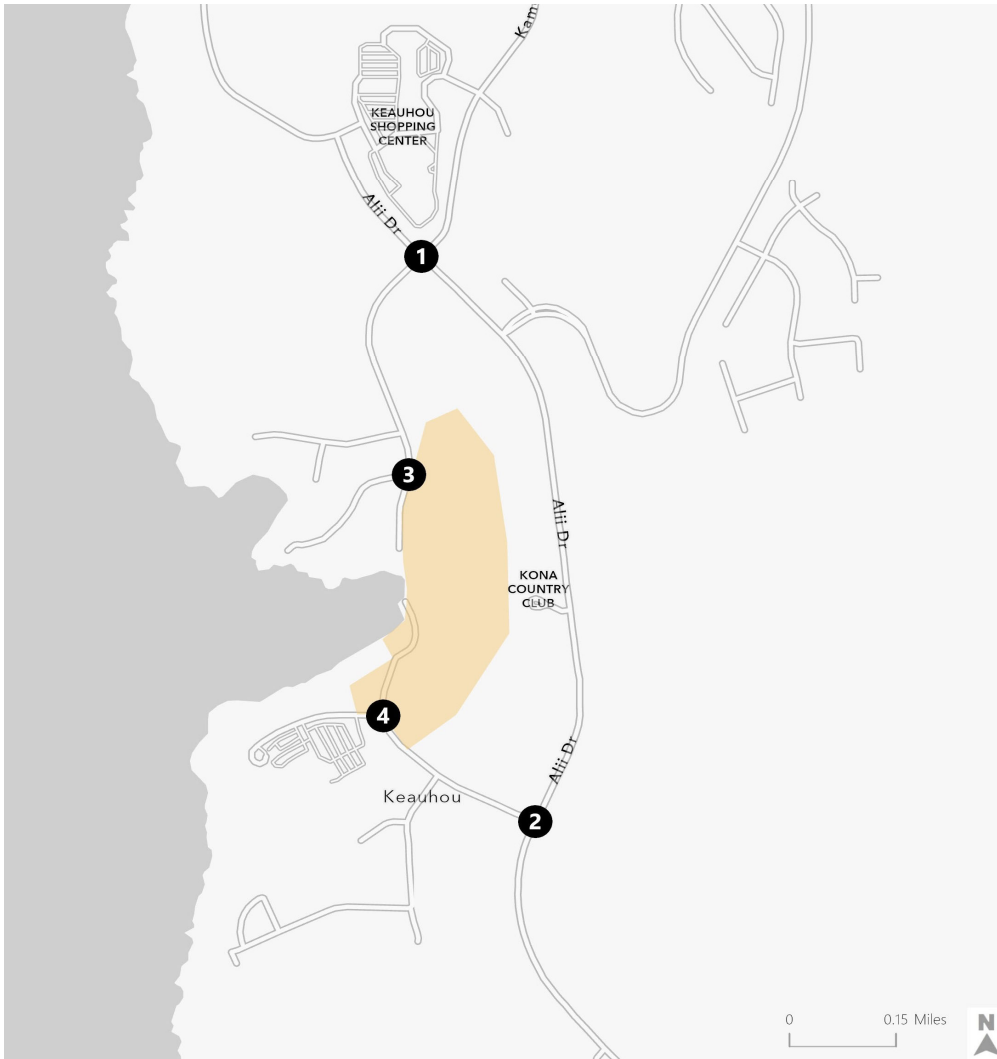 Kam
KEAUHOU
SHOPPING
CENTER
Alii Dr
1
3
Alii Dr
KONA
COUNTRY
CLUB
4
Alii Dr
Keauhou
2
0 0.15 Miles
N